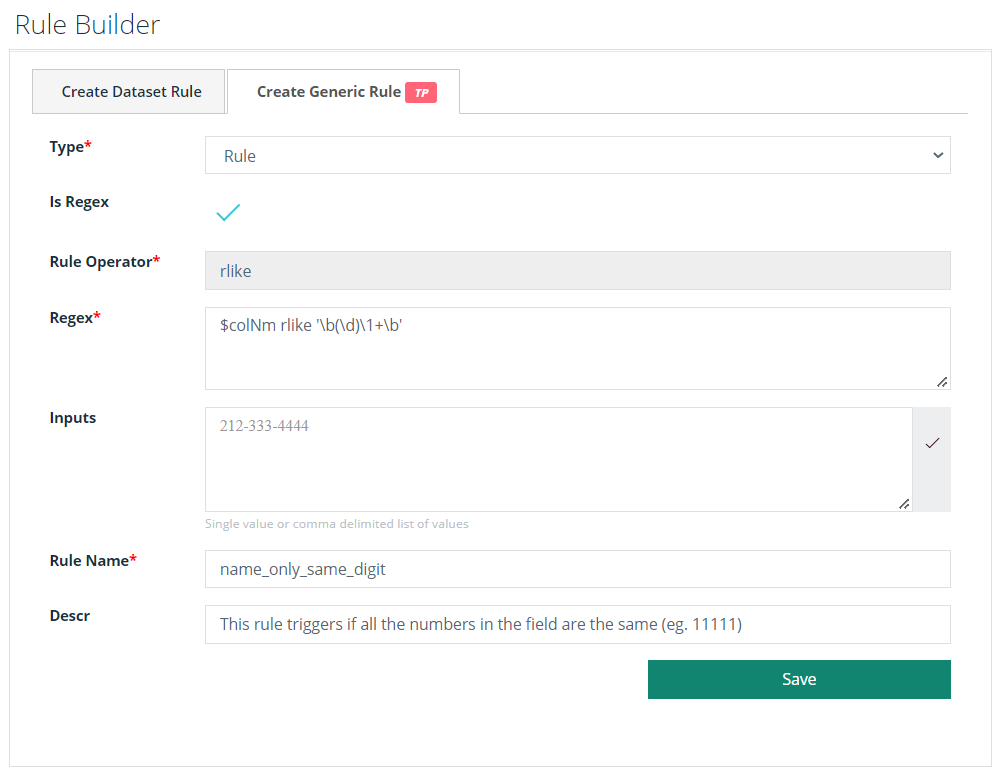 Rule Builder
Create Dataset Rule
Create Generic Rule TP
Type*
Rule
Is Regex
Rule Operator*
rlike
Regex*
$colNm rlike '\b(\d)\1+\b'
Inputs
212-333-4444
Single value or comma delimited list of values
Rule Name*
name_only_same_digit
Descr
This rule triggers if all the numbers in the field are the same (eg. 11111)
Save